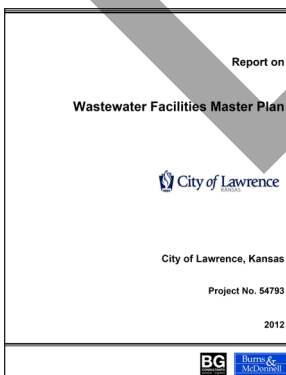 Report on
Wastewater Facilities Master Plan
City of Lawrence
KANSAS
City of Lawrence, Kansas
Project No. 54793
2012
BG
CONSULTANTS
Burns &
McDonnell